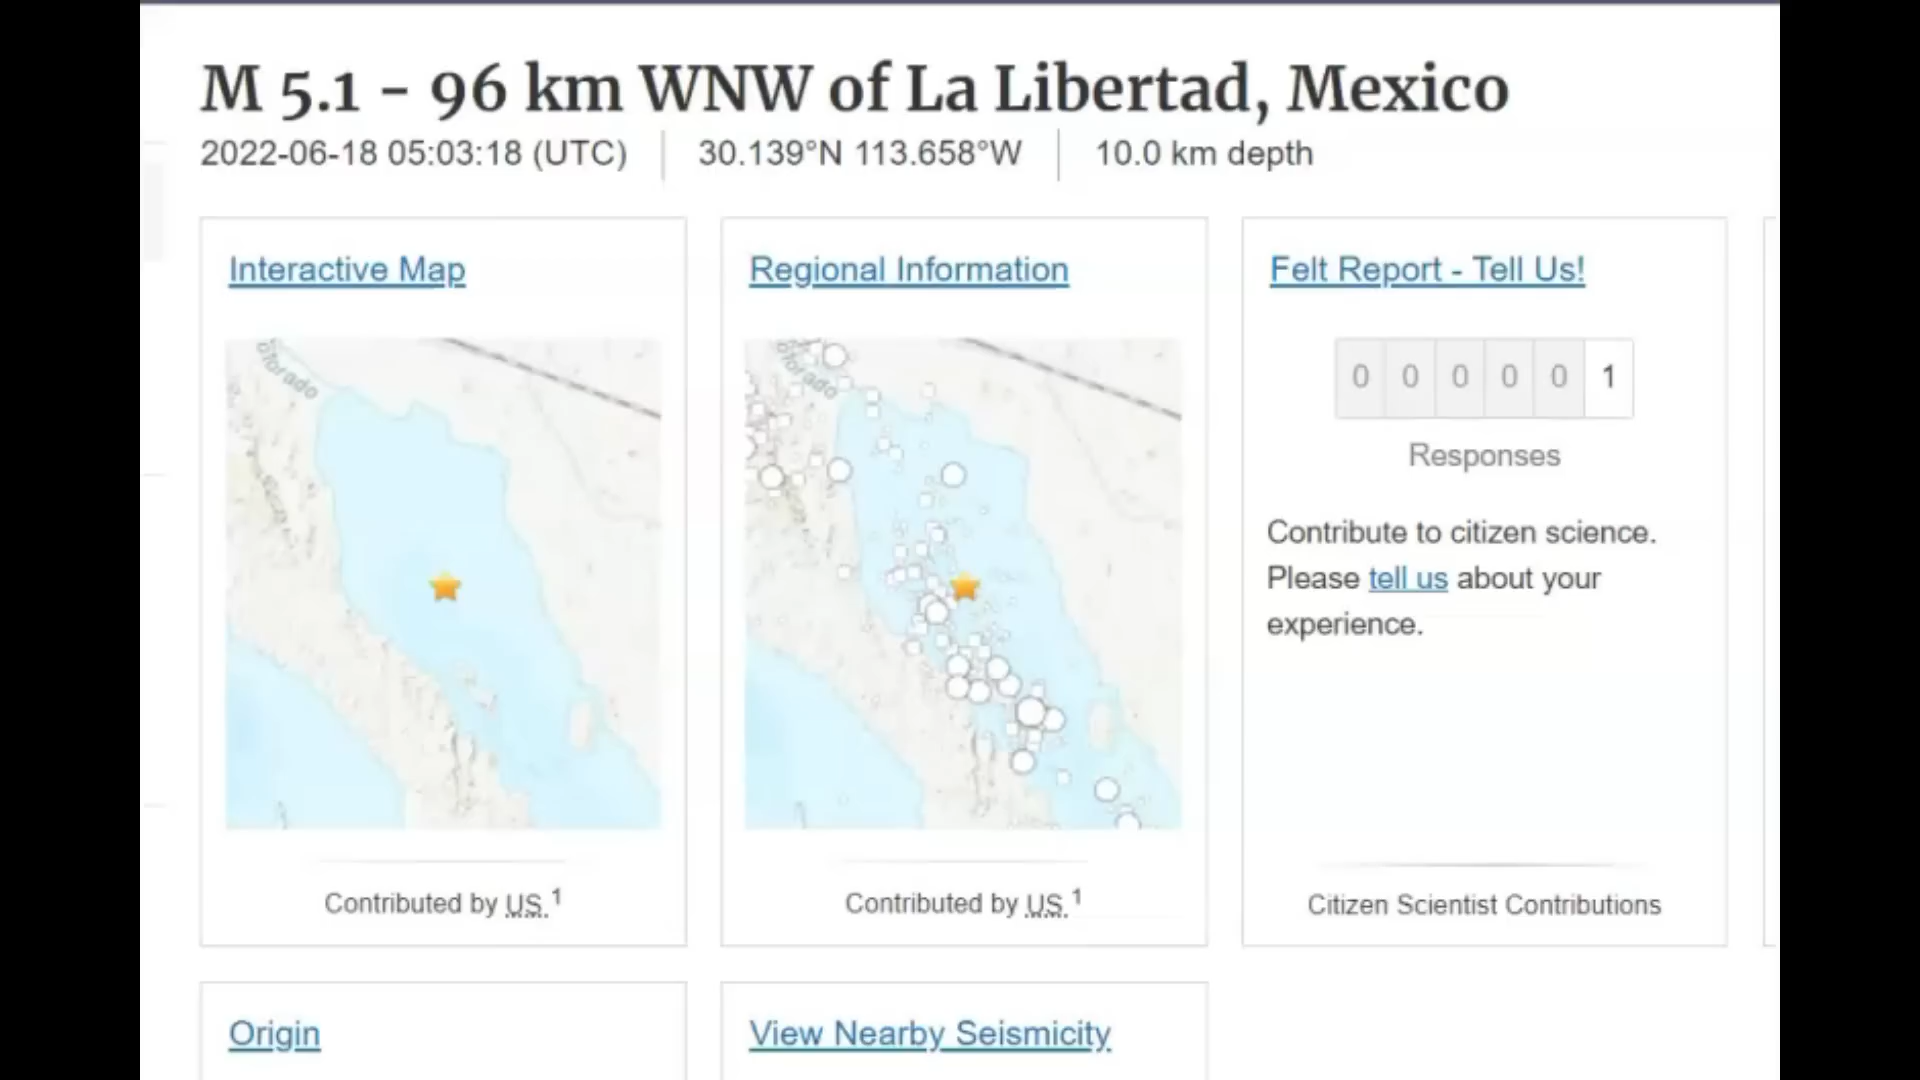 M 5.1 - 96 km WNW of La Libertad, Mexico
2022-06-18 05:03:18 (UTC)
30.139°N 113.658°W
10.0 km depth
Interactive Map
Regional Information
Felt Report - Tell Us!
0 0 0 0 0 1
Responses
Contribute to citizen science.
Please tell us about your
experience.
Contributed by US.1
Contributed by US.1
Citizen Scientist Contributions
Origin
View Nearby Seismicity